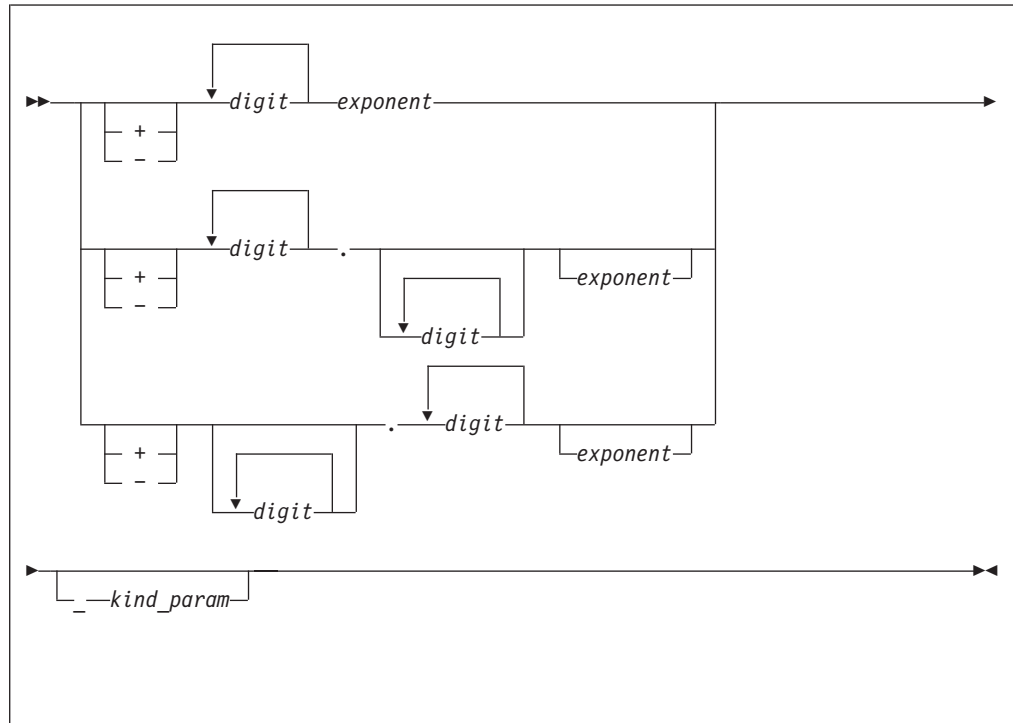 digit exponent
+
−
digit .
+ exponent
−
digit
. digit
+ exponent
−
digit
_ kind_param